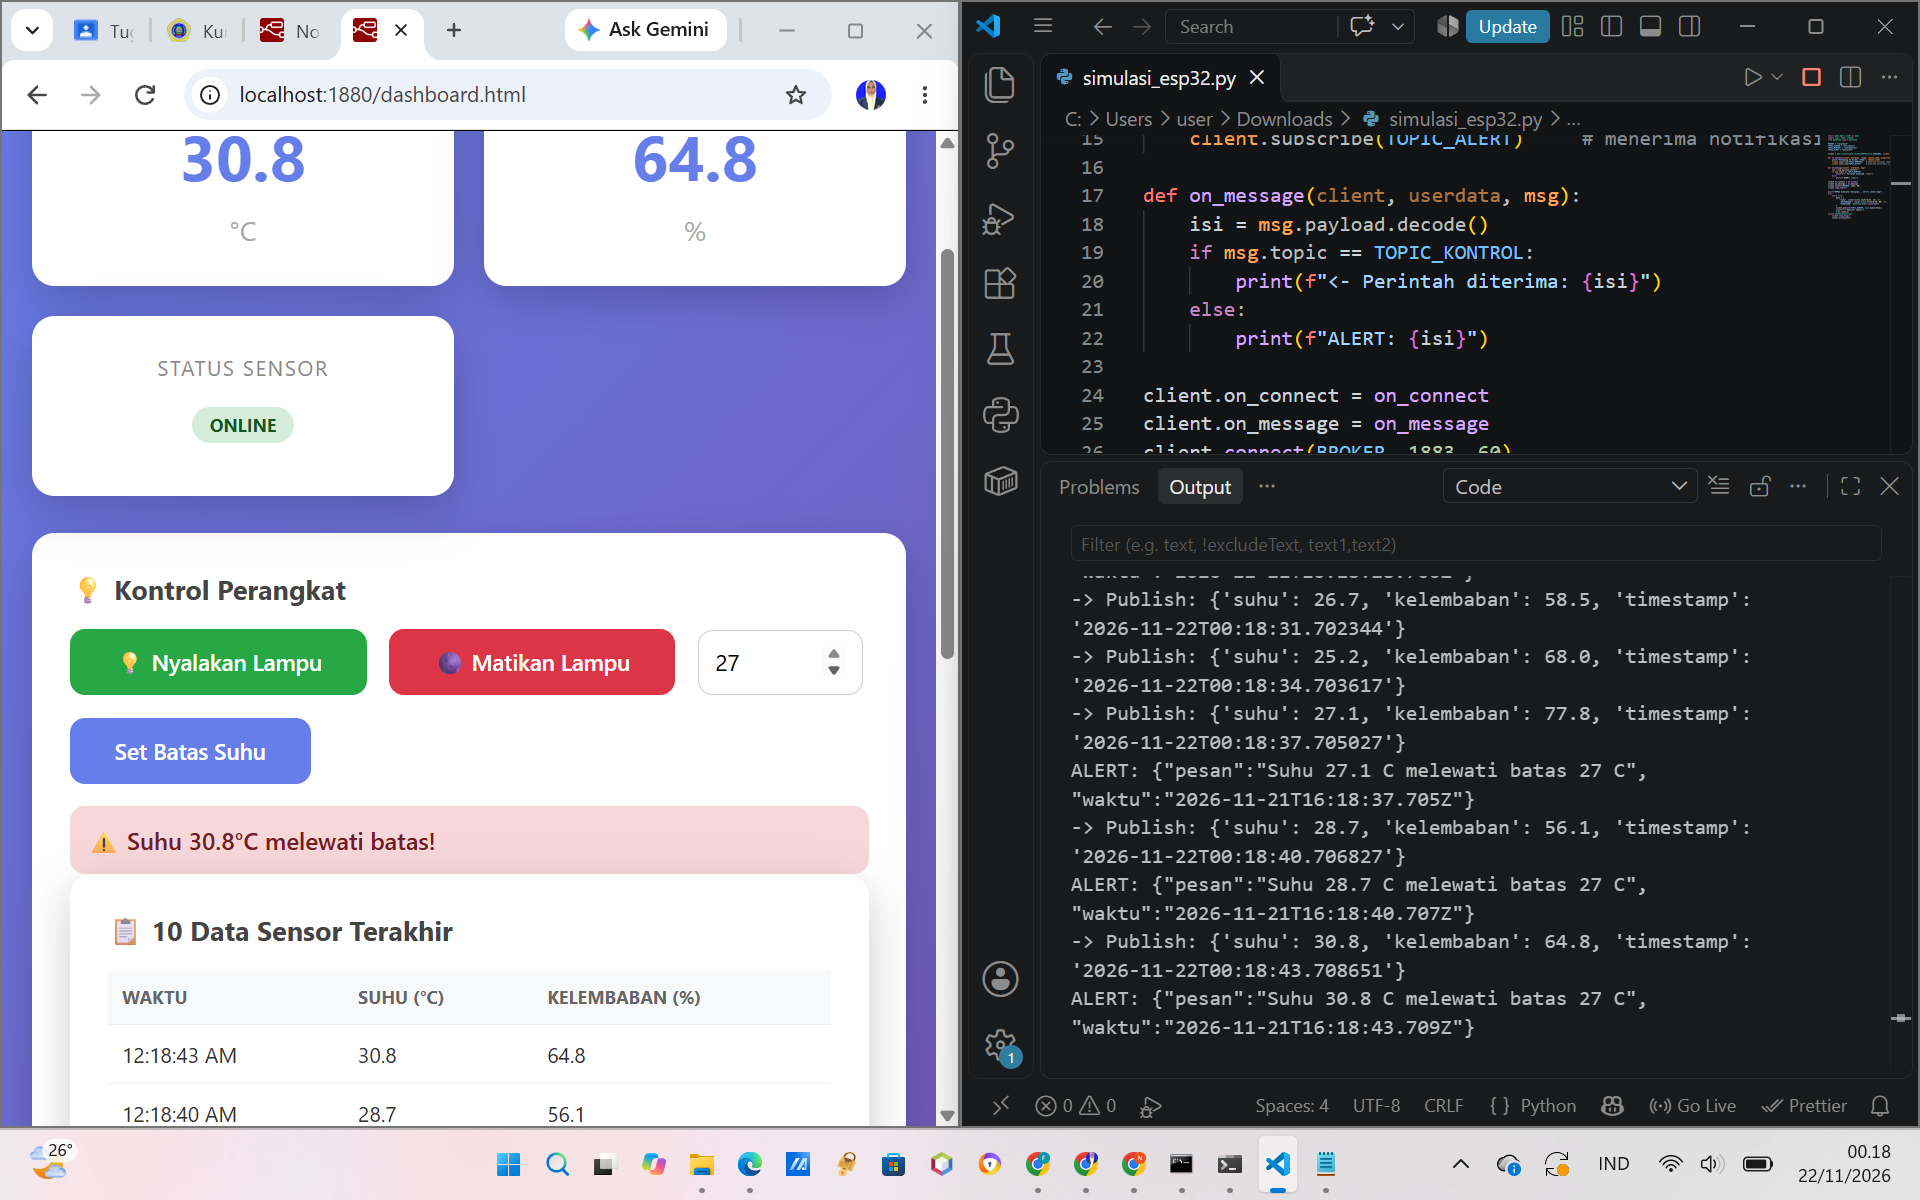 Tu
Ku
No
Ask Gemini
localhost:1880/dashboard.html
30.8
°C
64.8
%
STATUS SENSOR
ONLINE
💡 Kontrol Perangkat
💡 Nyalakan Lampu
🌑 Matikan Lampu
27
Set Batas Suhu
⚠️ Suhu 30.8°C melewati batas!
📋 10 Data Sensor Terakhir
WAKTU SUHU (°C) KELEMBABAN (%)
12:18:43 AM 30.8 64.8
12:18:40 AM 28.7 56.1
Search
Update
simulasi_esp32.py
C: > Users > user > Downloads > simulasi_esp32.py > ...
15 client.subscribe(TOPIC_ALERT) # menerima notifikasi
16
17 def on_message(client, userdata, msg):
18 isi = msg.payload.decode()
19 if msg.topic == TOPIC_KONTROL:
20 print(f"<- Perintah diterima: {isi}")
21 else:
22 print(f"ALERT: {isi}")
23
24 client.on_connect = on_connect
25 client.on_message = on_message
26 client.connect(BROKER, 1883, 60)
Problems Output ... Code
Filter (e.g. text, !excludeText, text1,text2)
-> Publish: {'suhu': 26.7, 'kelembaban': 58.5, 'timestamp':
'2026-11-22T00:18:31.702344'}
-> Publish: {'suhu': 25.2, 'kelembaban': 68.0, 'timestamp':
'2026-11-22T00:18:34.703617'}
-> Publish: {'suhu': 27.1, 'kelembaban': 77.8, 'timestamp':
'2026-11-22T00:18:37.705027'}
ALERT: {"pesan":"Suhu 27.1 C melewati batas 27 C",
"waktu":"2026-11-21T16:18:37.705Z"}
-> Publish: {'suhu': 28.7, 'kelembaban': 56.1, 'timestamp':
'2026-11-22T00:18:40.706827'}
ALERT: {"pesan":"Suhu 28.7 C melewati batas 27 C",
"waktu":"2026-11-21T16:18:40.707Z"}
-> Publish: {'suhu': 30.8, 'kelembaban': 64.8, 'timestamp':
'2026-11-22T00:18:43.708651'}
ALERT: {"pesan":"Suhu 30.8 C melewati batas 27 C",
"waktu":"2026-11-21T16:18:43.709Z"}
1
0 0 Spaces: 4 UTF-8 CRLF { } Python Go Live Prettier
26°
IND
00.18
22/11/2026